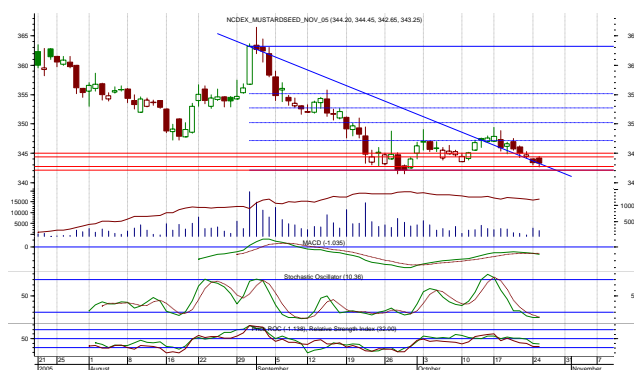 NCDEX_MUSTARDSEED_NOV_05 (344.20, 344.45, 342.65, 343.25)
365
360
355
350
345
340
15000
10000
5000
MACD (-1.035)
0
Stochastic Oscillator (10.36)
50
Price ROC (-1.138), Relative Strength Index (32.00)
50
21 25 1 8 16 22 29 5 12 19 26 3 10 17 24 31 7
2005 August September October November